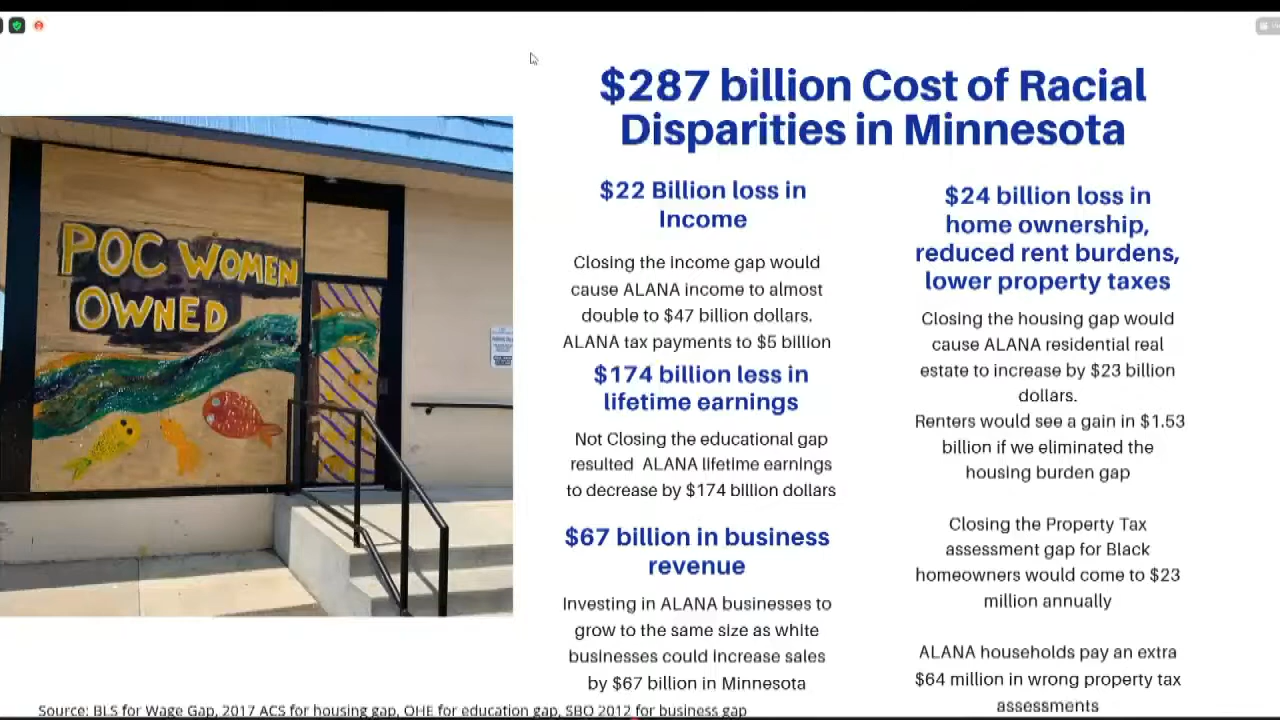 $287 billion Cost of Racial
Disparities in Minnesota
POC WOMEN
OWNED
$22 Billion loss in
Income
Closing the income gap would
cause ALANA income to almost
double to $47 billion dollars.
ALANA tax payments to $5 billion
$174 billion less in
lifetime earnings
Not Closing the educational gap
resulted ALANA lifetime earnings
to decrease by $174 billion dollars
$67 billion in business
revenue
Investing in ALANA businesses to
grow to the same size as white
businesses could increase sales
by $67 billion in Minnesota
$24 billion loss in
home ownership,
reduced rent burdens,
lower property taxes
Closing the housing gap would
cause ALANA residential real
estate to increase by $23 billion
dollars.
Renters would see a gain in $1.53
billion if we eliminated the
housing burden gap
Closing the Property Tax
assessment gap for Black
homeowners would come to $23
million annually
ALANA households pay an extra
$64 million in wrong property tax
assessments
Source: BLS for Wage Gap, 2017 ACS for housing gap, OHE for education gap, SBO 2012 for business gap